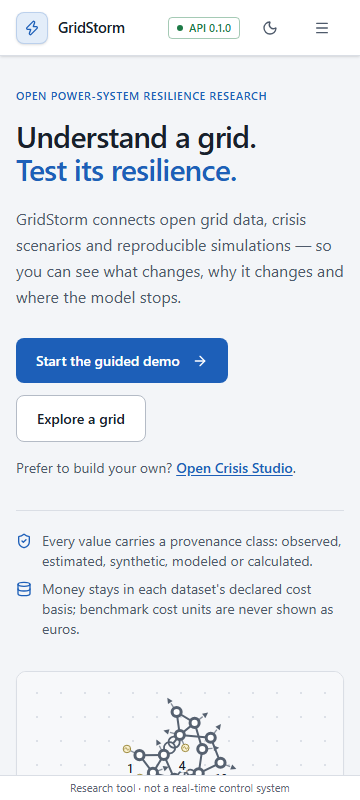 GridStorm
API 0.1.0
OPEN POWER-SYSTEM RESILIENCE RESEARCH
Understand a grid.
Test its resilience.
GridStorm connects open grid data, crisis
scenarios and reproducible simulations — so
you can see what changes, why it changes and
where the model stops.
Start the guided demo
Explore a grid
Prefer to build your own? Open Crisis Studio.
Every value carries a provenance class: observed,
estimated, synthetic, modeled or calculated.
Money stays in each dataset's declared cost
basis; benchmark cost units are never shown as
euros.
1
4
Research tool · not a real-time control system